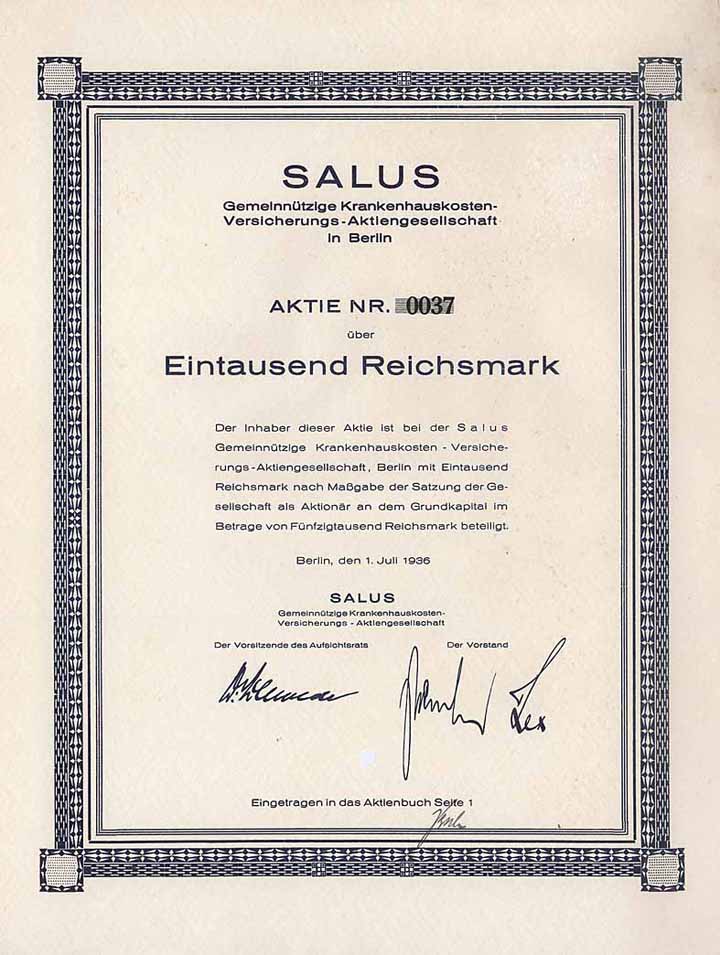 SALUS
Gemeinnützige Krankenhauskosten-
Versicherungs-Aktiengesellschaft
in Berlin
AKTIE NR. 0037
über
Eintausend Reichsmark
Der Inhaber dieser Aktie ist bei der Salus
Gemeinnützige Krankenhauskosten-Versiche-
rungs-Aktiengesellschaft, Berlin mit Eintausend
Reichsmark nach Maßgabe der Satzung der Ge-
sellschaft als Aktionär an dem Grundkapital im
Betrage von Fünfzigtausend Reichsmark beteiligt.
Berlin, den 1. Juli 1936
SALUS
Gemeinnützige Krankenhauskosten-
Versicherungs-Aktiengesellschaft
Der Vorsitzende des Aufsichtsrats Der Vorstand
Lex
Eingetragen in das Aktienbuch Seite 1